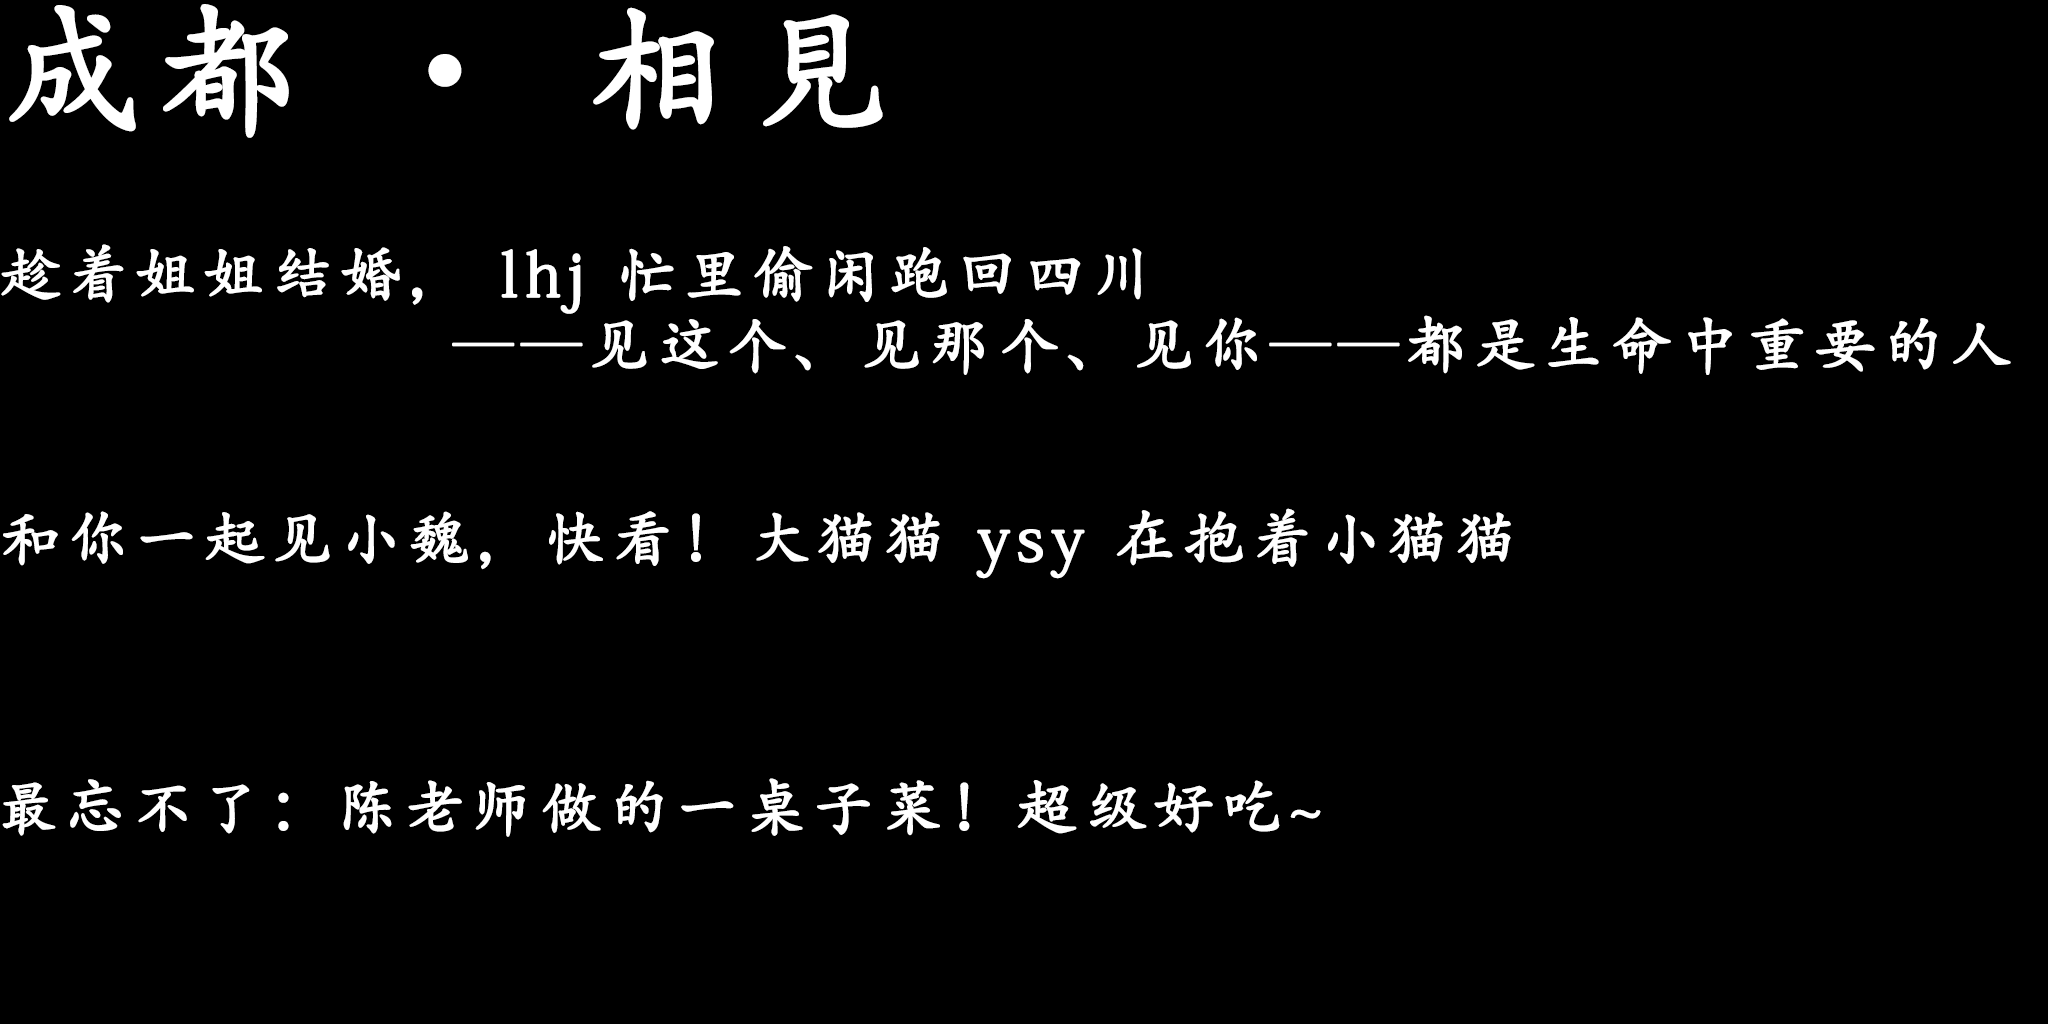 成都 · 相見
趁着姐姐结婚， lhj 忙里偷闲跑回四川
——见这个、见那个、见你——都是生命中重要的人
和你一起见小魏，快看！大猫猫 ysy 在抱着小猫猫
最忘不了：陈老师做的一桌子菜！超级好吃~